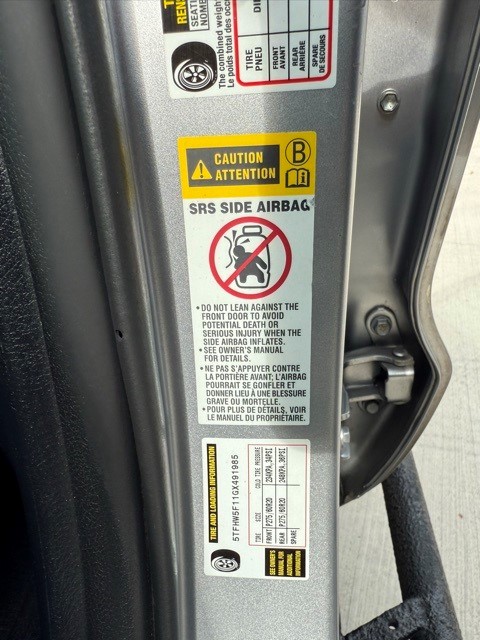 RENS
SEATIN
NOMB
The combined weight
Le poids total des occ
TIRE
PNEU
FRONT
AVANT
REAR
ARRIÈRE
SPARE
DE SECOURS
CAUTION
ATTENTION
B
SRS SIDE AIRBAG
• DO NOT LEAN AGAINST THE
FRONT DOOR TO AVOID
POTENTIAL DEATH OR
SERIOUS INJURY WHEN THE
SIDE AIRBAG INFLATES.
• SEE OWNER'S MANUAL
FOR DETAILS.
• NE PAS S'APPUYER CONTRE
LA PORTIÈRE AVANT; L'AIRBAG
POURRAIT SE GONFLER ET
DONNER LIEU À UNE BLESSURE
GRAVE OU MORTELLE.
• POUR PLUS DE DÉTAILS, VOIR
LE MANUEL DU PROPRIÉTAIRE.
TIRE AND LOADING INFORMATION
5TFHW5F11GX491985
TIRE SIZE COLD TIRE PRESSURE
FRONT P275/60R20 234KPA,34PSI
REAR P275/60R20 248KPA,36PSI
SPARE
SEE OWNER'S
MANUAL FOR
ADDITIONAL
INFORMATION